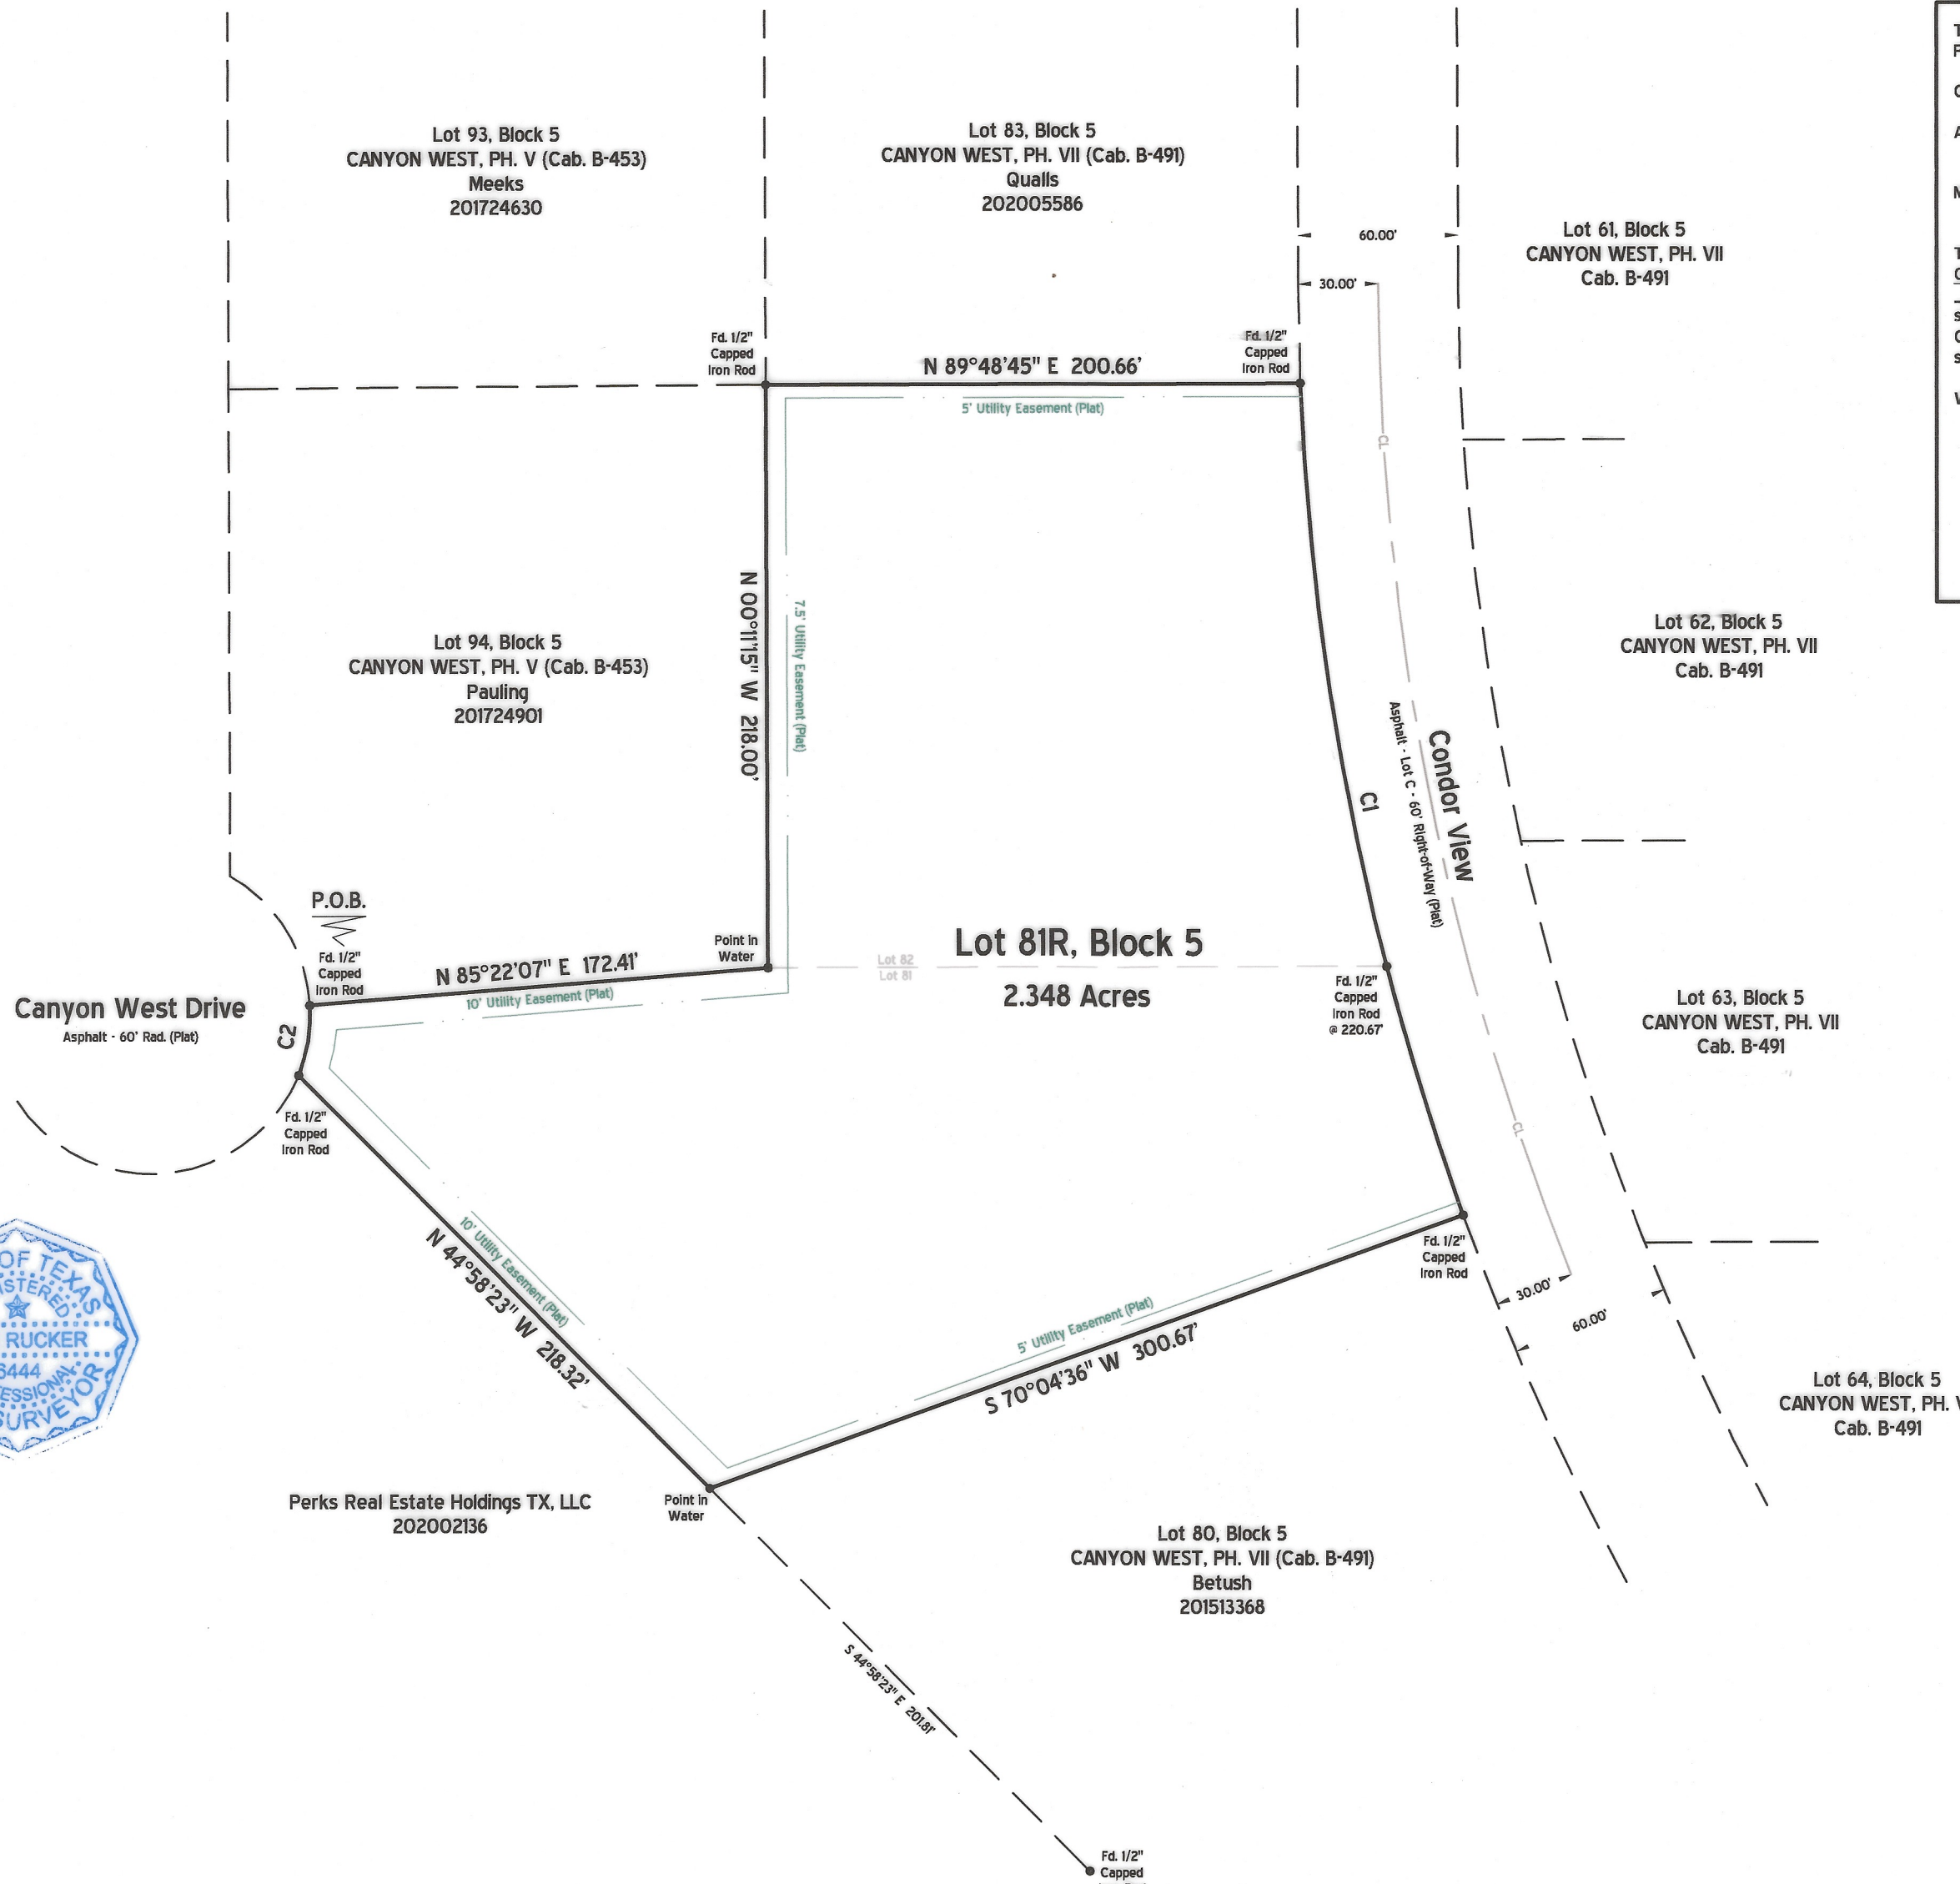 Lot 93, Block 5
CANYON WEST, PH. V (Cab. B-453)
Meeks
201724630
Lot 83, Block 5
CANYON WEST, PH. VII (Cab. B-491)
Qualls
202005586
60.00'
30.00'
Lot 61, Block 5
CANYON WEST, PH. VII
Cab. B-491
Fd. 1/2"
Capped
Iron Rod
N 89°48'45" E 200.66'
Fd. 1/2"
Capped
Iron Rod
5' Utility Easement (Plat)
CL
N 00°11'15" W 218.00'
7.5' Utility Easement (Plat)
Lot 94, Block 5
CANYON WEST, PH. V (Cab. B-453)
Pauling
201724901
Lot 62, Block 5
CANYON WEST, PH. VII
Cab. B-491
C1
Condor View
Asphalt - Lot C - 60' Right-of-Way (Plat)
P.O.B.
Fd. 1/2"
Capped
Iron Rod
N 85°22'07" E 172.41'
10' Utility Easement (Plat)
Point in
Water
Lot 82
Lot 81
Lot 81R, Block 5
2.348 Acres
Fd. 1/2"
Capped
Iron Rod
@ 220.67'
Canyon West Drive
Asphalt - 60' Rad. (Plat)
C2
Lot 63, Block 5
CANYON WEST, PH. VII
Cab. B-491
Fd. 1/2"
Capped
Iron Rod
CL
10' Utility Easement (Plat)
N 44°58'23" W 218.32'
5' Utility Easement (Plat)
S 70°04'36" W 300.67'
Fd. 1/2"
Capped
Iron Rod
30.00'
60.00'
OF TEXAS
RUCKER
6444
SURVEYOR
Lot 64, Block 5
CANYON WEST, PH.
Cab. B-491
Perks Real Estate Holdings TX, LLC
202002136
Point in
Water
Lot 80, Block 5
CANYON WEST, PH. VII (Cab. B-491)
Betush
201513368
S 44°58'23" E 201.81'
Fd. 1/2"
Capped